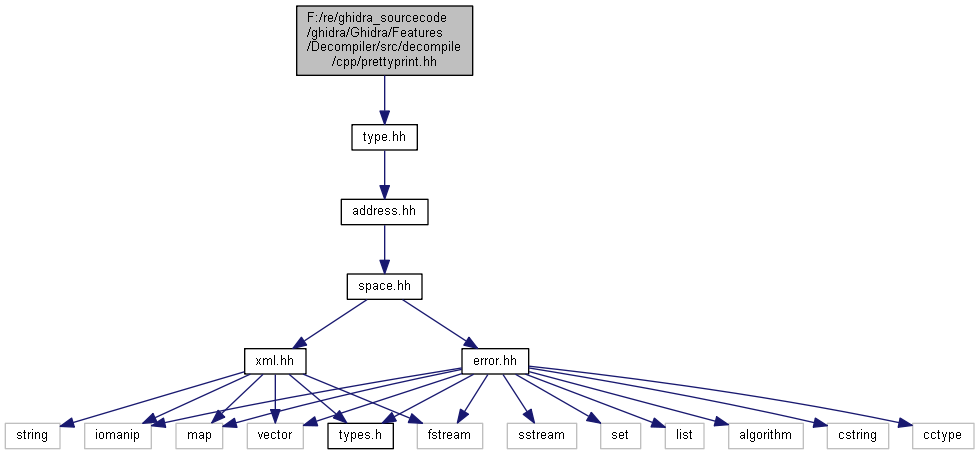 F:/re/ghidra_sourcecode
/ghidra/Ghidra/Features
/Decompiler/src/decompile
/cpp/prettyprint.hh
type.hh
address.hh
space.hh
xml.hh
error.hh
string
iomanip
map
vector
types.h
fstream
sstream
set
list
algorithm
cstring
cctype